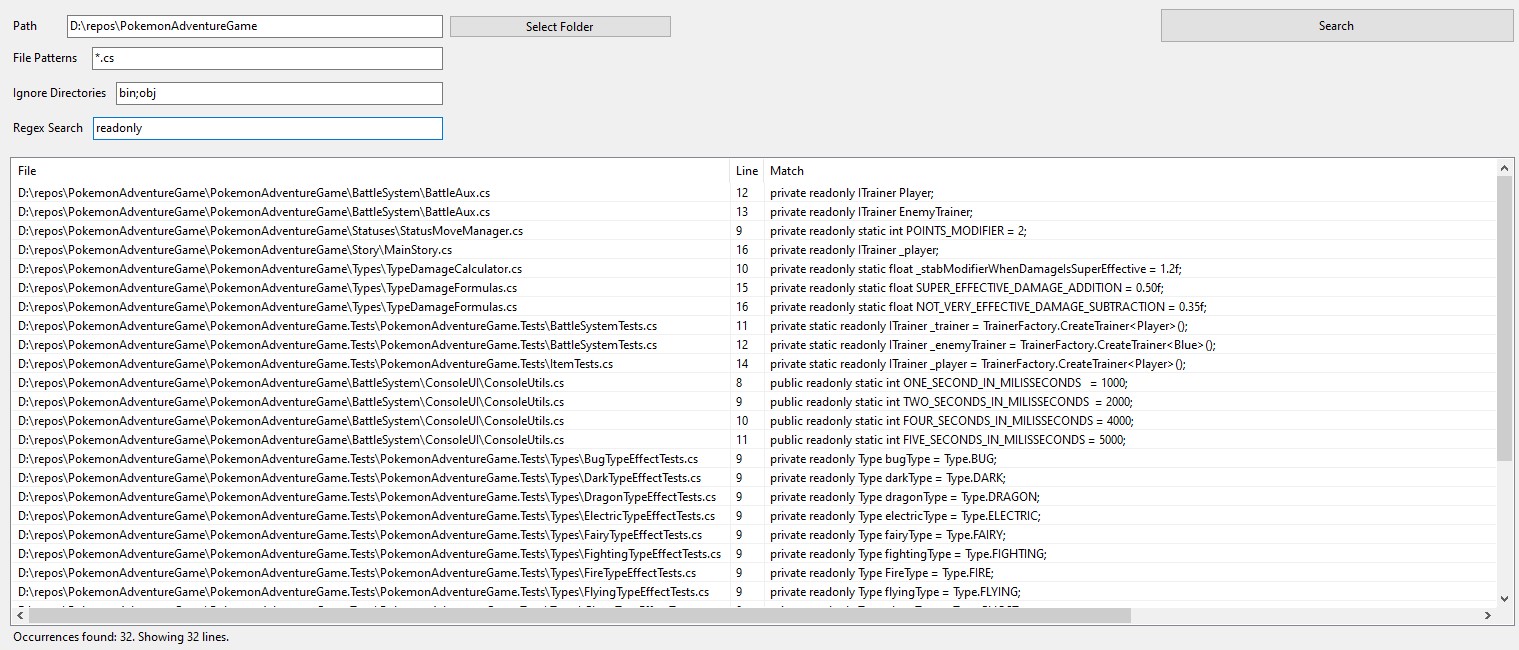 Path D:\repos\PokemonAdventureGame Select Folder Search
File Patterns *.cs
Ignore Directories bin;obj
Regex Search readonly
File Line Match
D:\repos\PokemonAdventureGame\PokemonAdventureGame\BattleSystem\BattleAux.cs 12 private readonly ITrainer Player;
D:\repos\PokemonAdventureGame\PokemonAdventureGame\BattleSystem\BattleAux.cs 13 private readonly ITrainer EnemyTrainer;
D:\repos\PokemonAdventureGame\PokemonAdventureGame\Statuses\StatusMoveManager.cs 9 private readonly static int POINTS_MODIFIER = 2;
D:\repos\PokemonAdventureGame\PokemonAdventureGame\Story\MainStory.cs 16 private readonly ITrainer _player;
D:\repos\PokemonAdventureGame\PokemonAdventureGame\Types\TypeDamageCalculator.cs 10 private readonly static float _stabModifierWhenDamageIsSuperEffective = 1.2f;
D:\repos\PokemonAdventureGame\PokemonAdventureGame\Types\TypeDamageFormulas.cs 15 private readonly static float SUPER_EFFECTIVE_DAMAGE_ADDITION = 0.50f;
D:\repos\PokemonAdventureGame\PokemonAdventureGame\Types\TypeDamageFormulas.cs 16 private readonly static float NOT_VERY_EFFECTIVE_DAMAGE_SUBTRACTION = 0.35f;
D:\repos\PokemonAdventureGame\PokemonAdventureGame.Tests\PokemonAdventureGame.Tests\BattleSystemTests.cs 11 private static readonly ITrainer _trainer = TrainerFactory.CreateTrainer<Player>();
D:\repos\PokemonAdventureGame\PokemonAdventureGame.Tests\PokemonAdventureGame.Tests\BattleSystemTests.cs 12 private static readonly ITrainer _enemyTrainer = TrainerFactory.CreateTrainer<Blue>();
D:\repos\PokemonAdventureGame\PokemonAdventureGame.Tests\PokemonAdventureGame.Tests\ItemTests.cs 14 private static readonly ITrainer _player = TrainerFactory.CreateTrainer<Player>();
D:\repos\PokemonAdventureGame\PokemonAdventureGame\BattleSystem\ConsoleUI\ConsoleUtils.cs 8 public readonly static int ONE_SECOND_IN_MILISSECONDS = 1000;
D:\repos\PokemonAdventureGame\PokemonAdventureGame\BattleSystem\ConsoleUI\ConsoleUtils.cs 9 public readonly static int TWO_SECONDS_IN_MILISSECONDS = 2000;
D:\repos\PokemonAdventureGame\PokemonAdventureGame\BattleSystem\ConsoleUI\ConsoleUtils.cs 10 public readonly static int FOUR_SECONDS_IN_MILISSECONDS = 4000;
D:\repos\PokemonAdventureGame\PokemonAdventureGame\BattleSystem\ConsoleUI\ConsoleUtils.cs 11 public readonly static int FIVE_SECONDS_IN_MILISSECONDS = 5000;
D:\repos\PokemonAdventureGame\PokemonAdventureGame.Tests\PokemonAdventureGame.Tests\Types\BugTypeEffectTests.cs 9 private readonly Type bugType = Type.BUG;
D:\repos\PokemonAdventureGame\PokemonAdventureGame.Tests\PokemonAdventureGame.Tests\Types\DarkTypeEffectTests.cs 9 private readonly Type darkType = Type.DARK;
D:\repos\PokemonAdventureGame\PokemonAdventureGame.Tests\PokemonAdventureGame.Tests\Types\DragonTypeEffectTests.cs 9 private readonly Type dragonType = Type.DRAGON;
D:\repos\PokemonAdventureGame\PokemonAdventureGame.Tests\PokemonAdventureGame.Tests\Types\ElectricTypeEffectTests.cs 9 private readonly Type electricType = Type.ELECTRIC;
D:\repos\PokemonAdventureGame\PokemonAdventureGame.Tests\PokemonAdventureGame.Tests\Types\FairyTypeEffectTests.cs 9 private readonly Type fairyType = Type.FAIRY;
D:\repos\PokemonAdventureGame\PokemonAdventureGame.Tests\PokemonAdventureGame.Tests\Types\FightingTypeEffectTests.cs 9 private readonly Type fightingType = Type.FIGHTING;
D:\repos\PokemonAdventureGame\PokemonAdventureGame.Tests\PokemonAdventureGame.Tests\Types\FireTypeEffectTests.cs 9 private readonly Type FireType = Type.FIRE;
D:\repos\PokemonAdventureGame\PokemonAdventureGame.Tests\PokemonAdventureGame.Tests\Types\FlyingTypeEffectTests.cs 9 private readonly Type flyingType = Type.FLYING;
Occurrences found: 32. Showing 32 lines.